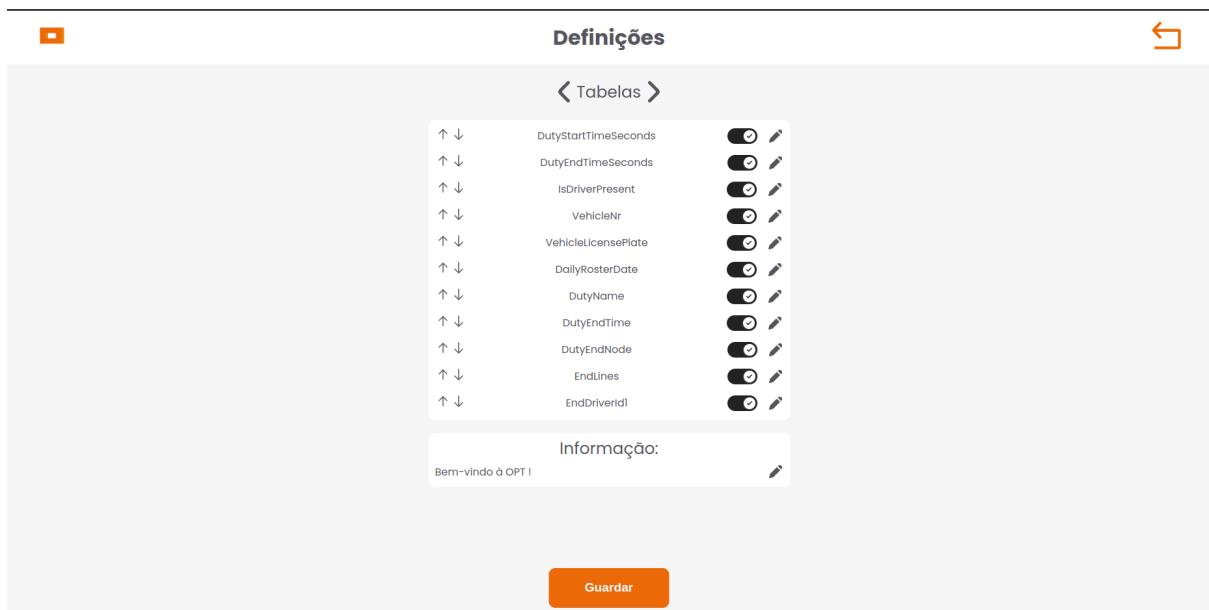 Definições
Tabelas
DutyStartTimeSeconds
DutyEndTimeSeconds
IsDriverPresent
VehicleNr
VehicleLicensePlate
DailyRosterDate
DutyName
DutyEndTime
DutyEndNode
EndLines
EndDriverId1
Informação:
Bem-vindo à OPT !
Guardar